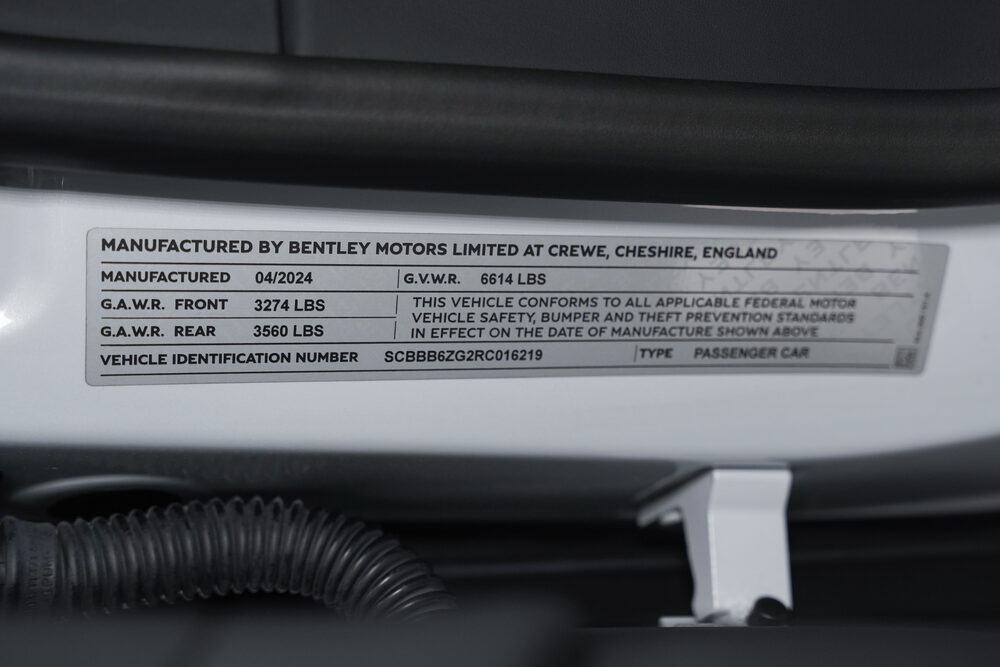 MANUFACTURED BY BENTLEY MOTORS LIMITED AT CREWE, CHESHIRE, ENGLAND
MANUFACTURED 04/2024 G.V.W.R. 6614 LBS
G.A.W.R. FRONT 3274 LBS
THIS VEHICLE CONFORMS TO ALL APPLICABLE FEDERAL MOTOR
VEHICLE SAFETY, BUMPER AND THEFT PREVENTION STANDARDS
G.A.W.R. REAR 3560 LBS
IN EFFECT ON THE DATE OF MANUFACTURE SHOWN ABOVE
VEHICLE IDENTIFICATION NUMBER SCBBB6ZG2RC016219 TYPE PASSENGER CAR